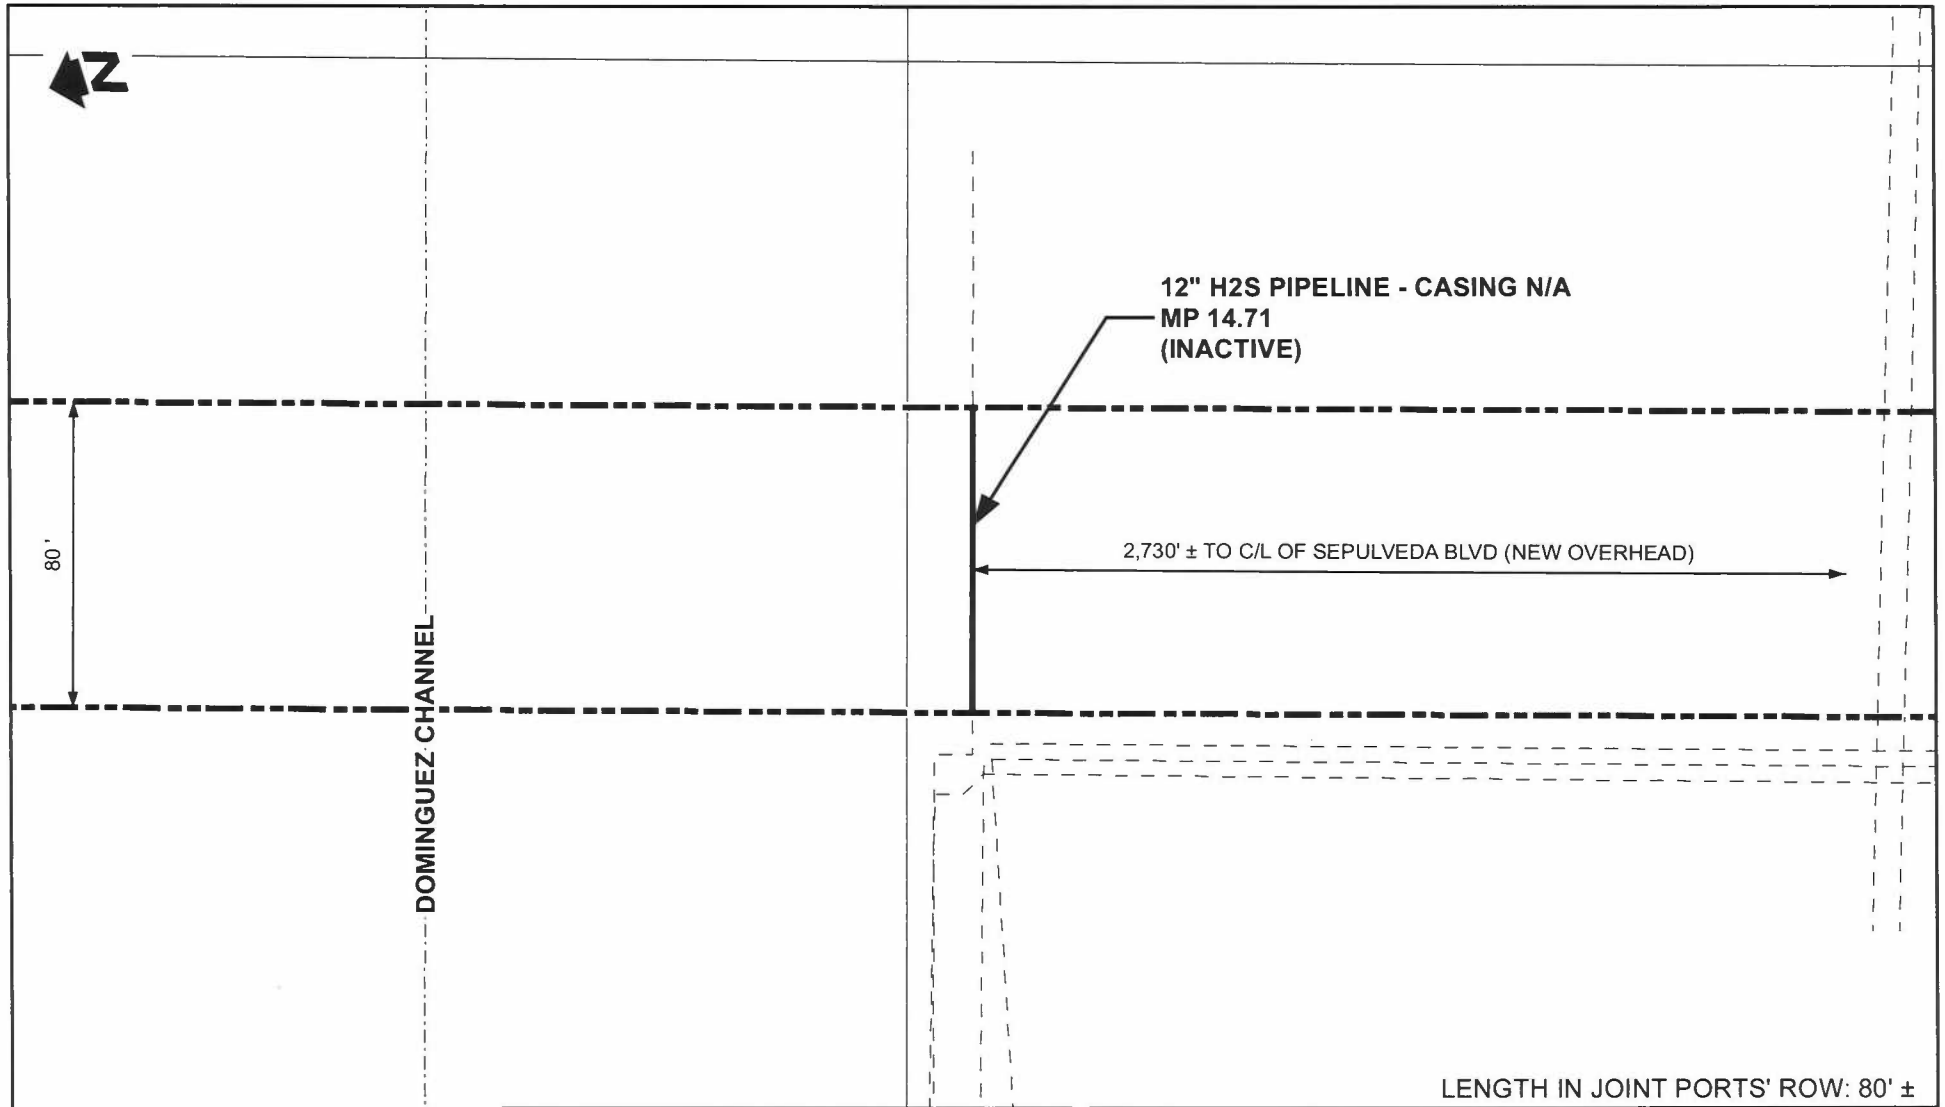 N
12" H2S PIPELINE - CASING N/A
MP 14.71
(INACTIVE)
80'
2,730' ± TO C/L OF SEPULVEDA BLVD (NEW OVERHEAD)
DOMINGUEZ CHANNEL
LENGTH IN JOINT PORTS' ROW: 80' ±